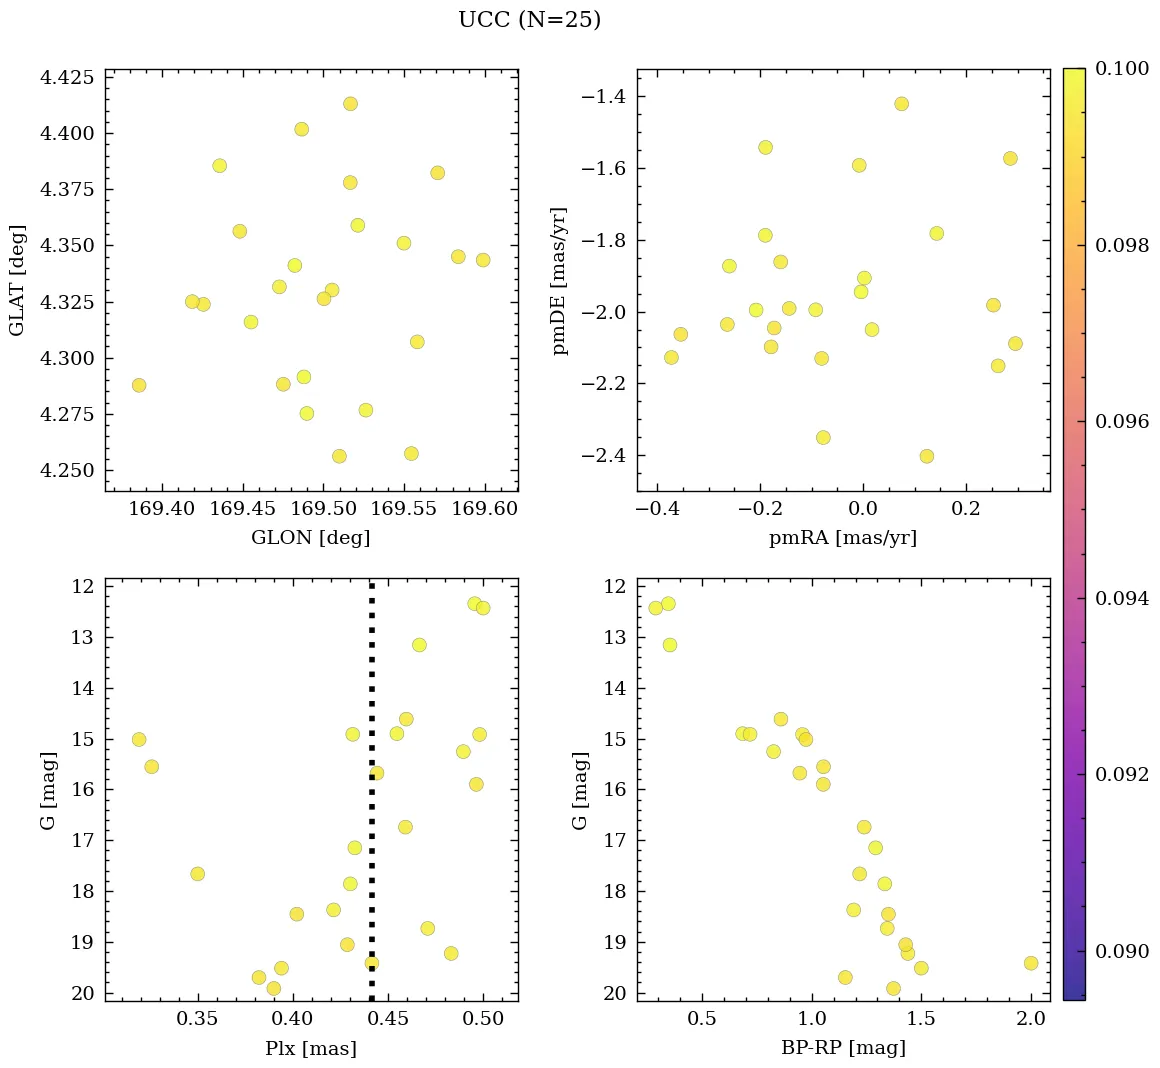 UCC (N=25)
4.425
4.400
4.375
4.350
4.325
4.300
4.275
4.250
GLAT [deg]
169.40 169.45 169.50 169.55 169.60
GLON [deg]
−1.4
−1.6
−1.8
−2.0
−2.2
−2.4
pmDE [mas/yr]
−0.4 −0.2 0.0 0.2
pmRA [mas/yr]
12
13
14
15
16
17
18
19
20
G [mag]
0.35 0.40 0.45 0.50
Plx [mas]
12
13
14
15
16
17
18
19
20
G [mag]
0.5 1.0 1.5 2.0
BP-RP [mag]
0.100
0.098
0.096
0.094
0.092
0.090